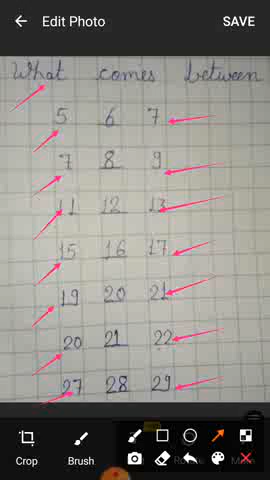 Edit Photo SAVE
What comes between
5 6 7
7 8 9
11 12 13
15 16 17
19 20 21
20 21 22
27 28 29
Crop Brush